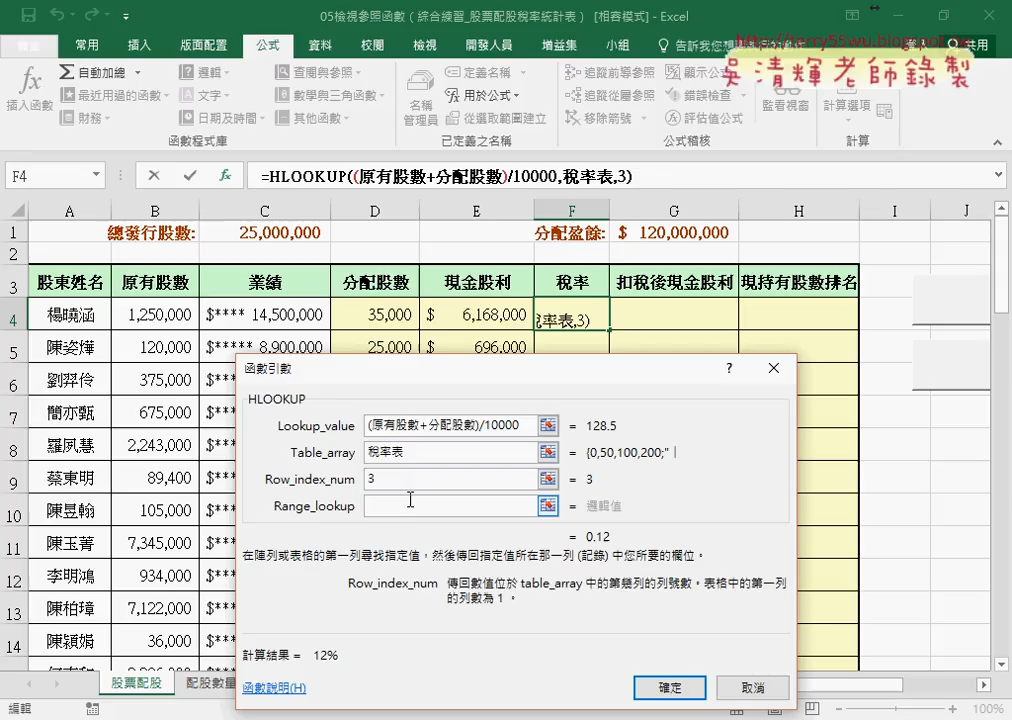 05檢視參照函數（綜合練習_股票配股稅率統計表） [相容模式] - Excel
常用 插入 版面配置 公式 資料 校閱 檢視 開發人員 增益集 小組 告訴我您 共用
http://terry55wu.blogspot.tw
吳清輝老師錄製
插入函數
自動加總
最近用過的函數
財務
邏輯
文字
日期及時間
查閱與參照
數學與三角函數
其他函數
函數程式庫
名稱管理員
定義名稱
用於公式
從選取範圍建立
已定義之名稱
追蹤前導參照
追蹤從屬參照
移除箭號
顯示公
錯誤檢查
評估值公式
公式稽核
監看視窗
計算選項
計算
F4 =HLOOKUP((原有股數+分配股數)/10000,稅率表,3)
A B C D E F G H I J
1 總發行股數: 25,000,000 分配盈餘: $ 120,000,000
2
3 股東姓名 原有股數 業績 分配股數 現金股利 稅率 扣稅後現金股利 現持有股數排名
4 楊曉涵 1,250,000 $**** 14,500,000 35,000 $ 6,168,000 稅率表,3)
5 陳姿燁 120,000 $***** 8,900,000 25,000 $ 696,000
6 劉羿伶 375,000 $***
7 簡亦甄 675,000 $***
8 羅夙慧 2,243,000 $***
9 蔡東明 89,400 $***
10 陳昱翰 105,000 $***
11 陳玉菁 7,345,000 $***
12 李明鴻 934,000 $***
13 陳柏璋 7,122,000 $***
14 陳潁娟 36,000 $***
函數引數
HLOOKUP
Lookup_value (原有股數+分配股數)/10000 = 128.5
Table_array 稅率表 = {0,50,100,200;"
Row_index_num 3 = 3
Range_lookup = 邏輯值
= 0.12
在陣列或表格的第一列尋找指定值，然後傳回指定值所在那一列 (記錄) 中您所要的欄位。
Row_index_num 傳回數值位於 table_array 中的第幾列的列號數。表格中的第一列的列數為 1 。
計算結果 = 12%
函數說明(H)
確定 取消
股票配股 配股數量
編輯
100%